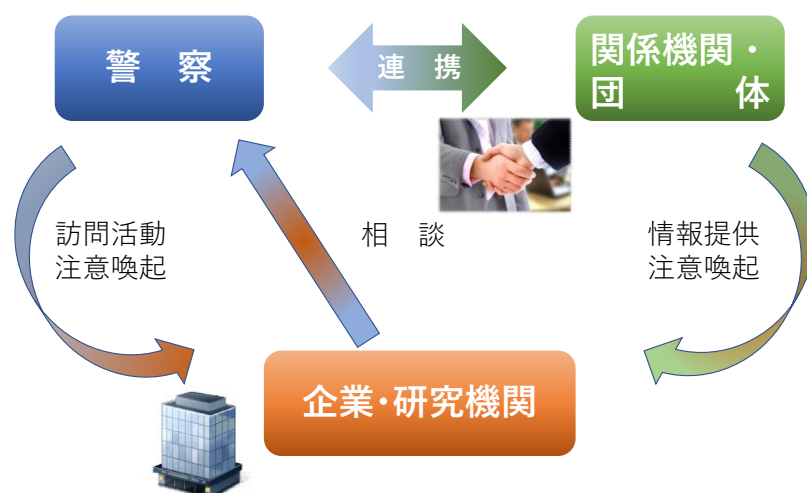 警　察
連　携
関係機関・
団　　　体
訪問活動
注意喚起
相　談
情報提供
注意喚起
企業・研究機関